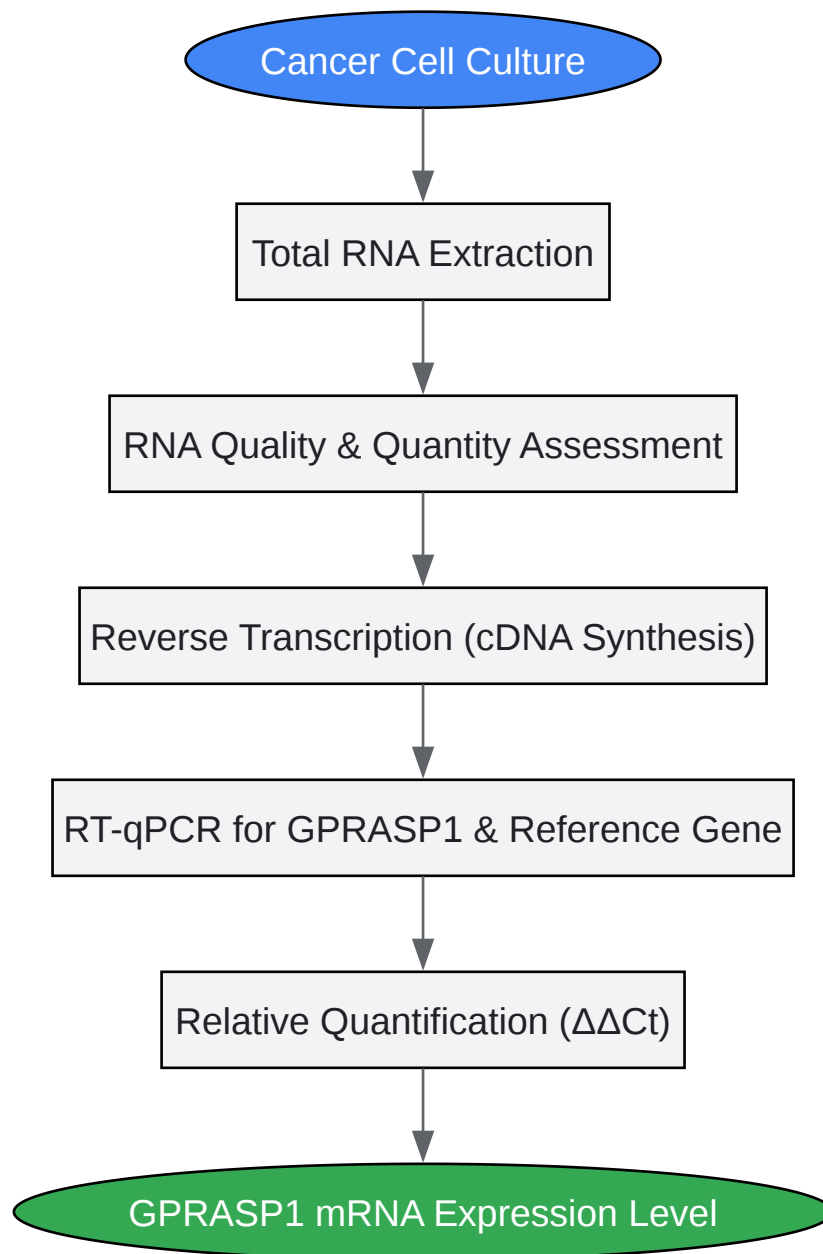 Cancer Cell Culture
Total RNA Extraction
RNA Quality & Quantity Assessment
Reverse Transcription (cDNA Synthesis)
RT-qPCR for GPRASP1 & Reference Gene
Relative Quantification (ΔΔCt)
GPRASP1 mRNA Expression Level